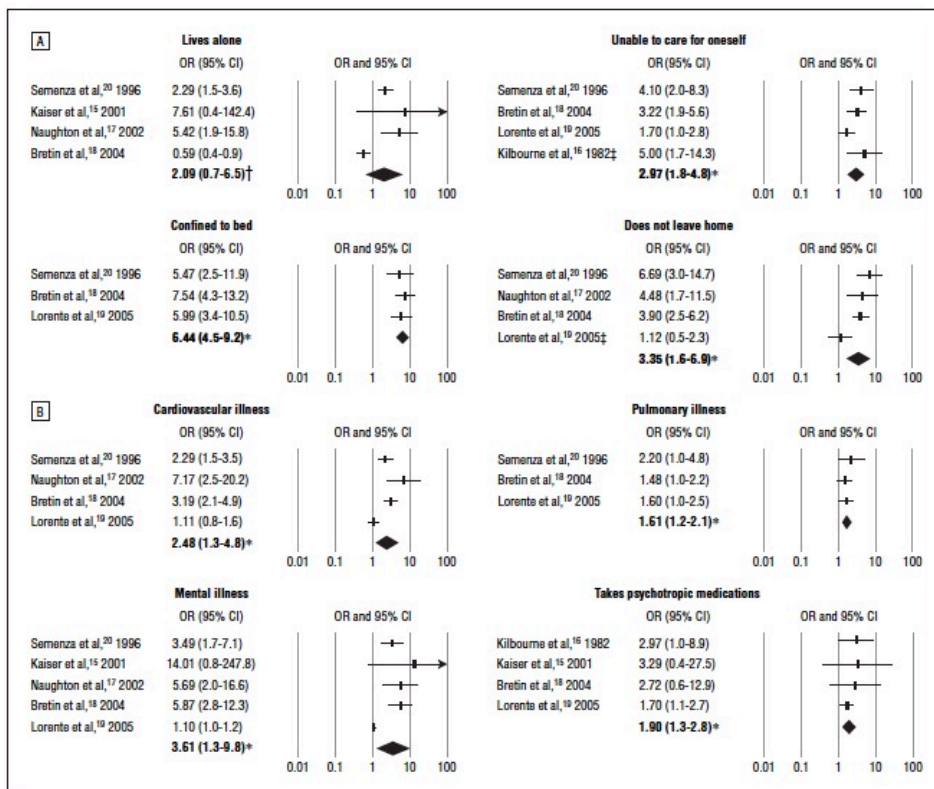 A
Lives alone
OR (95% CI) OR and 95% CI
Semenza et al,20 1996 2.29 (1.5-3.6)
Kaiser et al,15 2001 7.61 (0.4-142.4)
Naughton et al,17 2002 5.42 (1.9-15.8)
Bretin et al,18 2004 0.59 (0.4-0.9)
2.09 (0.7-6.5)†
0.01 0.1 1 10 100
Unable to care for oneself
OR (95% CI) OR and 95% CI
Semenza et al,20 1996 4.10 (2.0-8.3)
Bretin et al,18 2004 3.22 (1.9-5.6)
Lorente et al,19 2005 1.70 (1.0-2.8)
Kilbourne et al,16 1982‡ 5.00 (1.7-14.3)
2.97 (1.8-4.8)*
0.01 0.1 1 10 100
Confined to bed
OR (95% CI) OR and 95% CI
Semenza et al,20 1996 5.47 (2.5-11.9)
Bretin et al,18 2004 7.54 (4.3-13.2)
Lorente et al,19 2005 5.99 (3.4-10.5)
6.44 (4.5-9.2)*
0.01 0.1 1 10 100
Does not leave home
OR (95% CI) OR and 95% CI
Semenza et al,20 1996 6.69 (3.0-14.7)
Naughton et al,17 2002 4.48 (1.7-11.5)
Bretin et al,18 2004 3.90 (2.5-6.2)
Lorente et al,19 2005‡ 1.12 (0.5-2.3)
3.35 (1.6-6.9)*
0.01 0.1 1 10 100
B
Cardiovascular illness
OR (95% CI) OR and 95% CI
Semenza et al,20 1996 2.29 (1.5-3.5)
Naughton et al,17 2002 7.17 (2.5-20.2)
Bretin et al,18 2004 3.19 (2.1-4.9)
Lorente et al,19 2005 1.11 (0.8-1.6)
2.48 (1.3-4.8)*
0.01 0.1 1 10 100
Pulmonary illness
OR (95% CI) OR and 95% CI
Semenza et al,20 1996 2.20 (1.0-4.8)
Bretin et al,18 2004 1.48 (1.0-2.2)
Lorente et al,19 2005 1.60 (1.0-2.5)
1.61 (1.2-2.1)*
0.01 0.1 1 10 100
Mental illness
OR (95% CI) OR and 95% CI
Semenza et al,20 1996 3.49 (1.7-7.1)
Kaiser et al,15 2001 14.01 (0.8-247.8)
Naughton et al,17 2002 5.69 (2.0-16.6)
Bretin et al,18 2004 5.87 (2.8-12.3)
Lorente et al,19 2005 1.10 (1.0-1.2)
3.61 (1.3-9.8)*
0.01 0.1 1 10 100
Takes psychotropic medications
OR (95% CI) OR and 95% CI
Kilbourne et al,16 1982 2.97 (1.0-8.9)
Kaiser et al,15 2001 3.29 (0.4-27.5)
Bretin et al,18 2004 2.72 (0.6-12.9)
Lorente et al,19 2005 1.70 (1.1-2.7)
1.90 (1.3-2.8)*
0.01 0.1 1 10 100